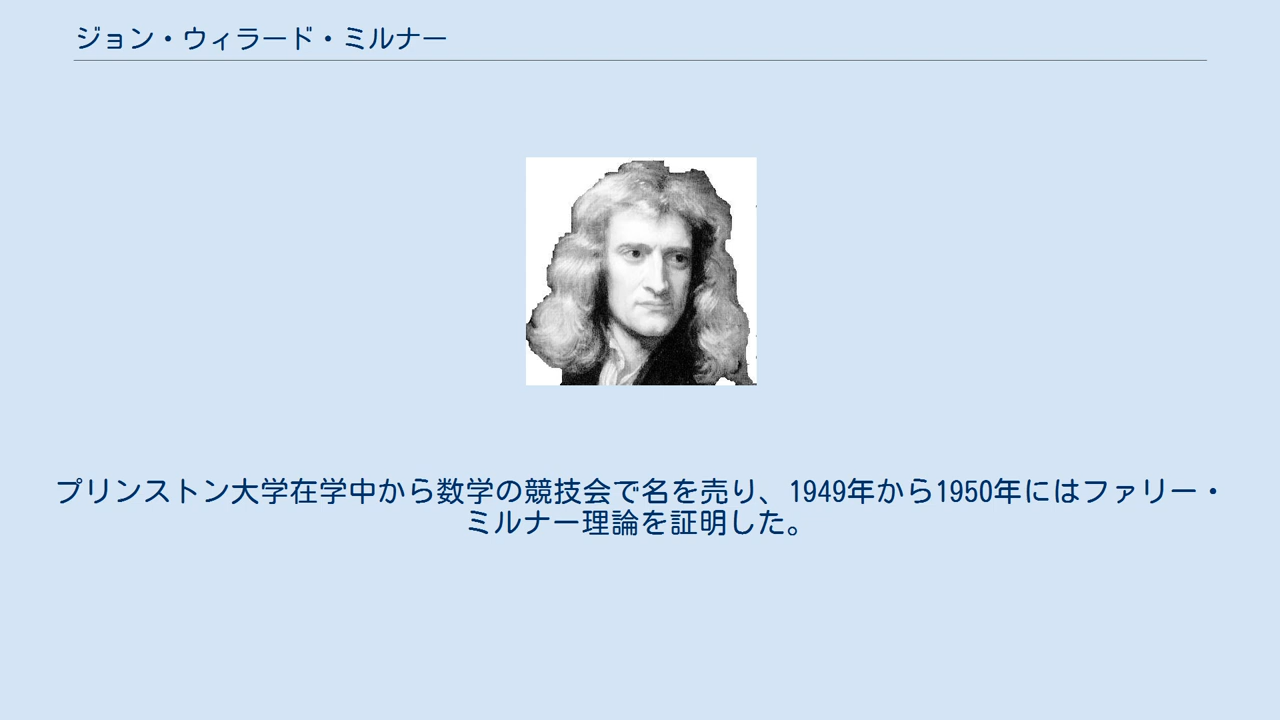 ジョン・ウィラード・ミルナー
プリンストン大学在学中から数学の競技会で名を売り、1949年から1950年にはファリー・
ミルナー理論を証明した。